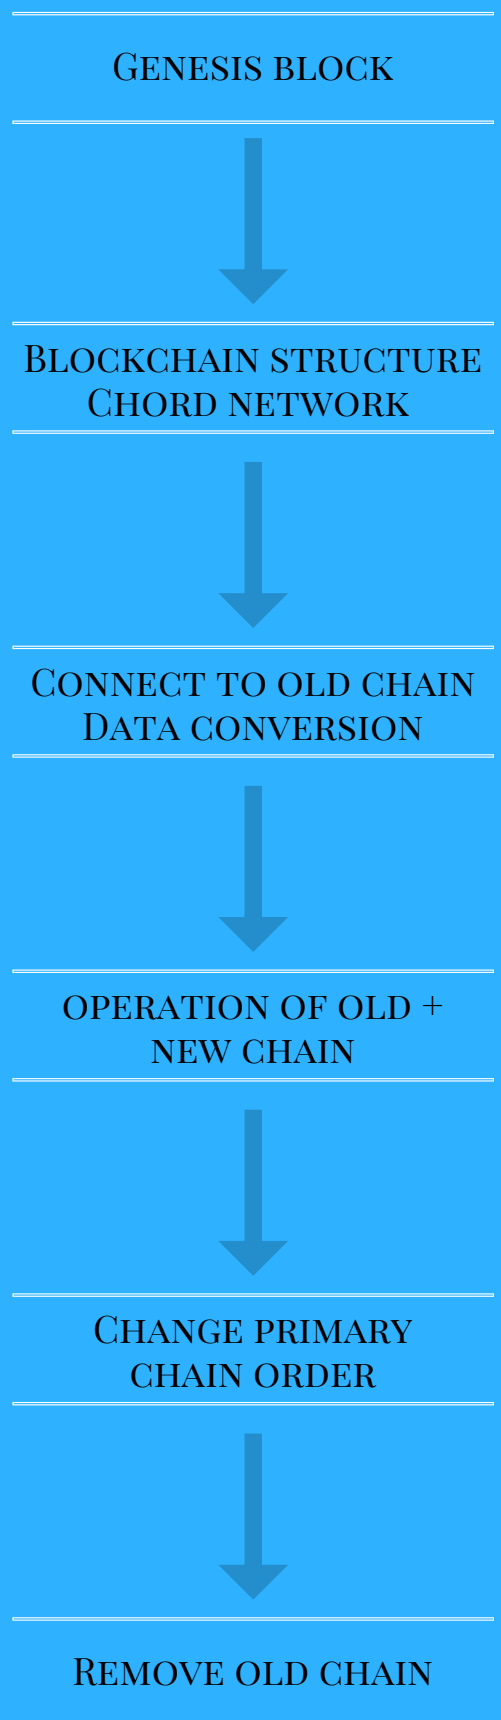 Genesis block
Blockchain structure
Chord network
Connect to old chain
Data conversion
operation of old +
new chain
Change primary
chain order
Remove old chain